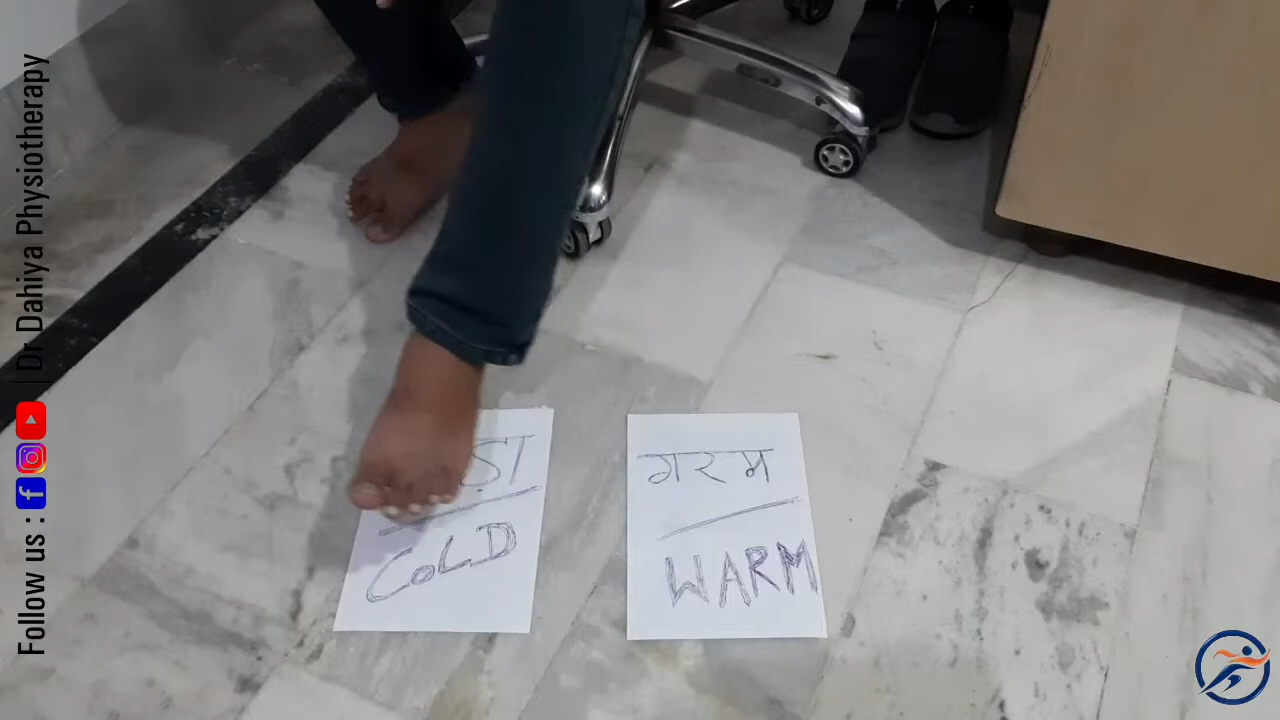 Follow us : | Dr Dahiya Physiotherapy
COLD
गरम
WARM